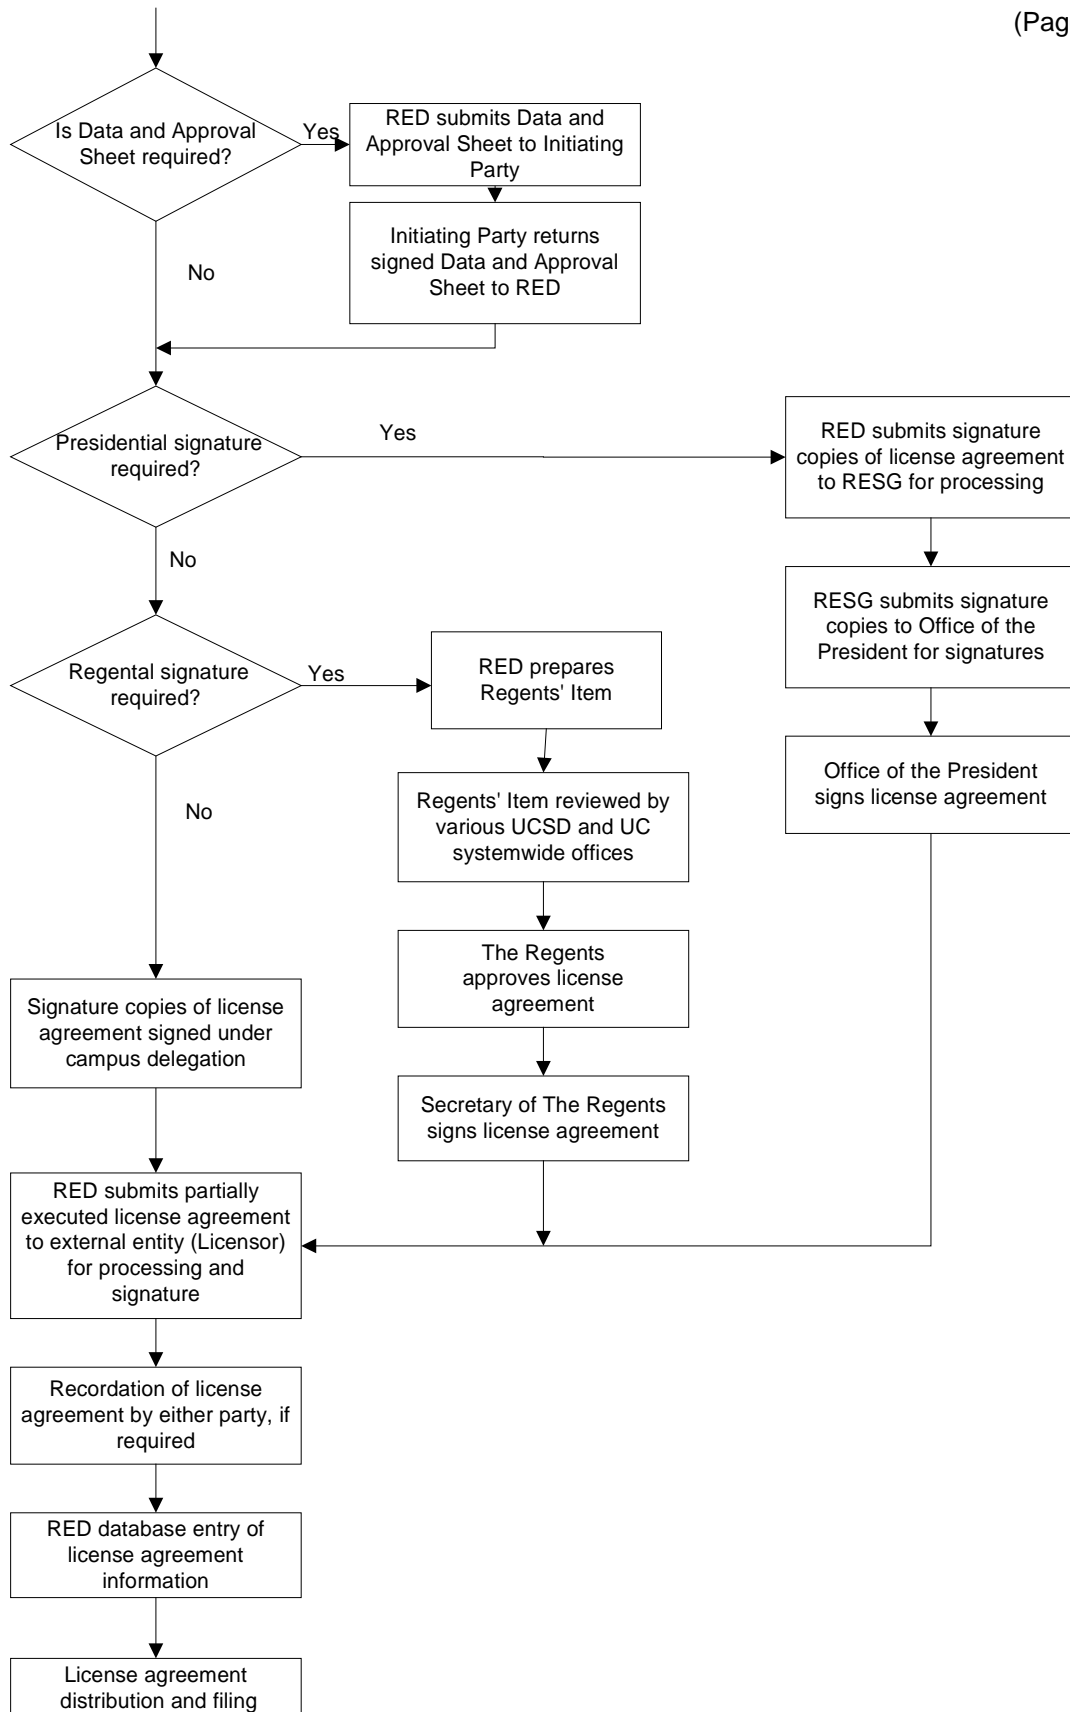 (Pag
Is Data and Approval
Sheet required?
Yes
RED submits Data and
Approval Sheet to Initiating
Party
Initiating Party returns
signed Data and Approval
Sheet to RED
No
Presidential signature
required?
Yes
RED submits signature
copies of license agreement
to RESG for processing
No
RESG submits signature
copies to Office of the
President for signatures
Regental signature
required?
Yes
RED prepares
Regents' Item
Office of the President
signs license agreement
No
Regents' Item reviewed by
various UCSD and UC
systemwide offices
The Regents
approves license
agreement
Signature copies of license
agreement signed under
campus delegation
Secretary of The Regents
signs license agreement
RED submits partially
executed license agreement
to external entity (Licensor)
for processing and
signature
Recordation of license
agreement by either party, if
required
RED database entry of
license agreement
information
License agreement
distribution and filing